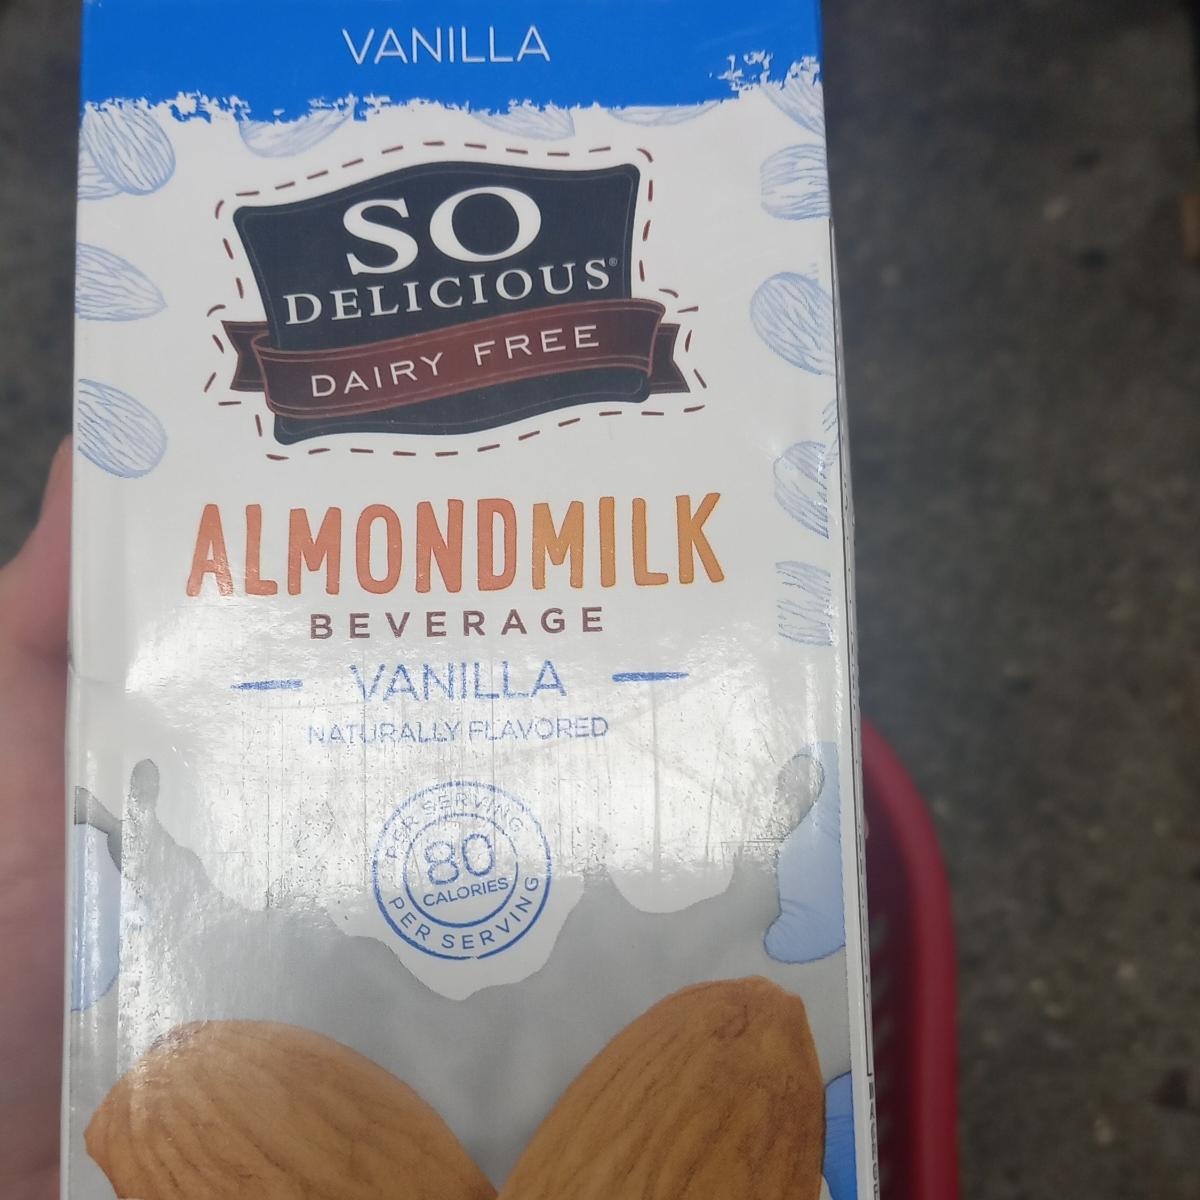 VANILLA
SO
DELICIOUS®
DAIRY FREE
ALMONDMILK
BEVERAGE
VANILLA
NATURALLY FLAVORED
PER SERVING
80
CALORIES
PER SERVING